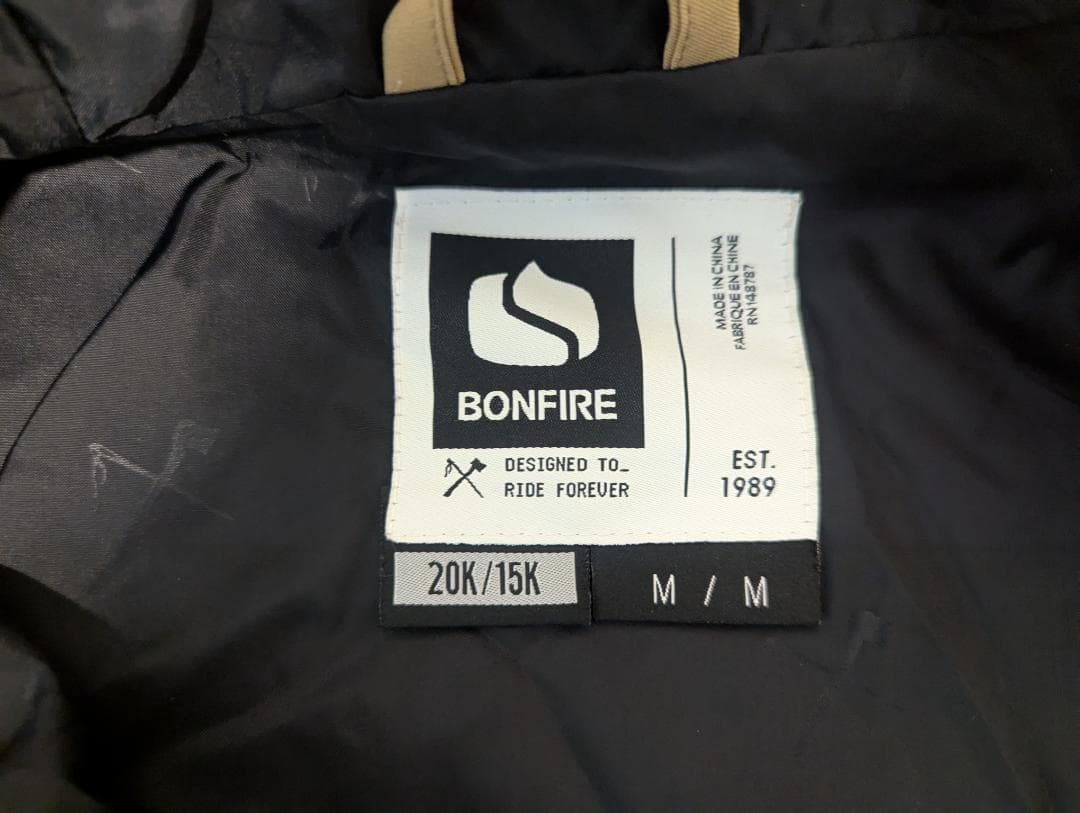 BONFIRE
DESIGNED TO_
RIDE FOREVER
MADE IN CHINA
FABRIQUE EN CHINE
RN148787
EST.
1989
20K/15K
M / M